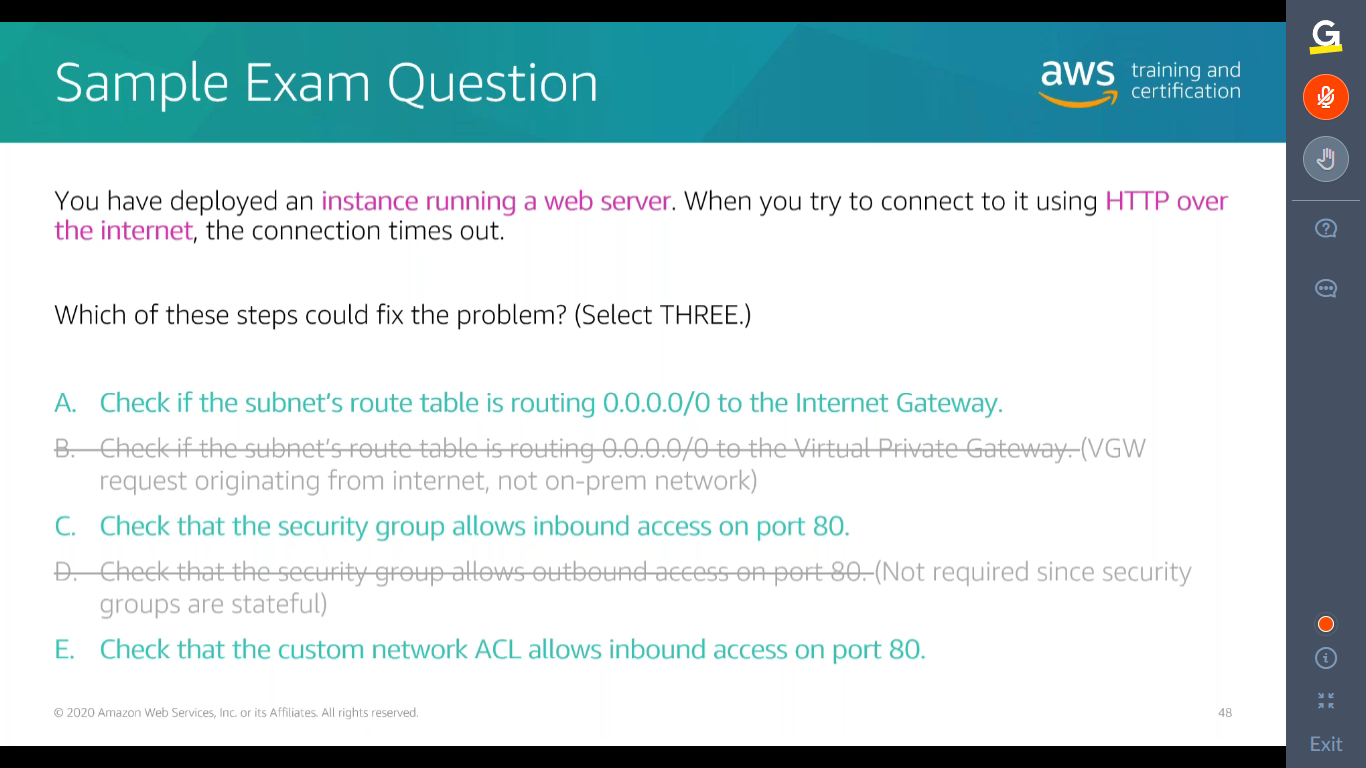 Sample Exam Question
aws training and
certification
G
You have deployed an instance running a web server. When you try to connect to it using HTTP over
the internet, the connection times out.
Which of these steps could fix the problem? (Select THREE.)
A. Check if the subnet’s route table is routing 0.0.0.0/0 to the Internet Gateway.
B. Check if the subnet’s route table is routing 0.0.0.0/0 to the Virtual Private Gateway. (VGW
request originating from internet, not on-prem network)
C. Check that the security group allows inbound access on port 80.
D. Check that the security group allows outbound access on port 80. (Not required since security
groups are stateful)
E. Check that the custom network ACL allows inbound access on port 80.
© 2020 Amazon Web Services, Inc. or its Affiliates. All rights reserved.
48
Exit